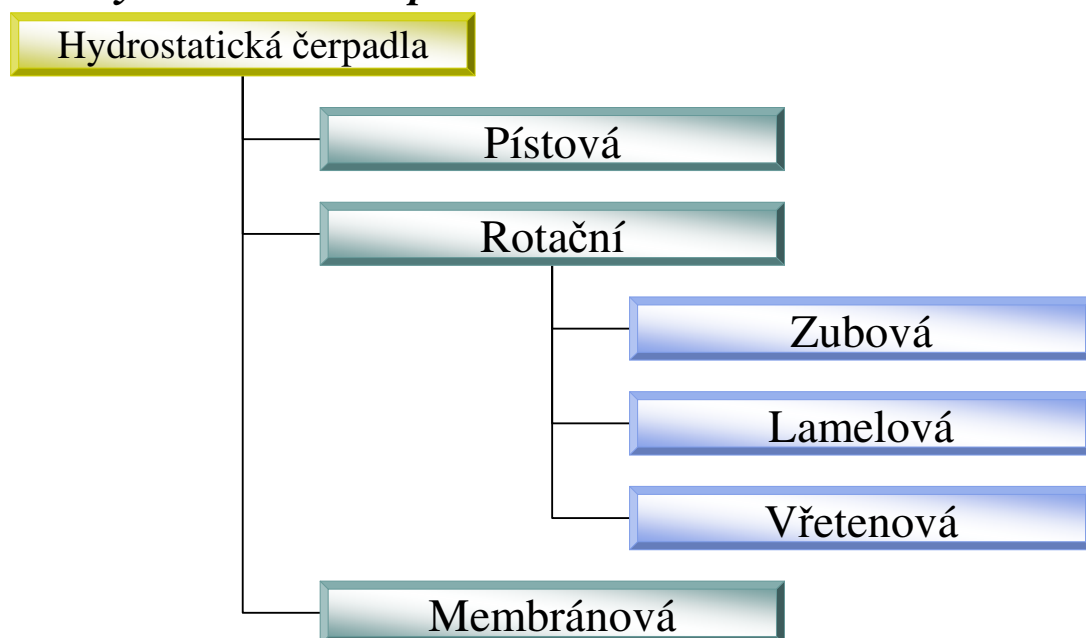 Hydrostatická čerpadla
Pístová
Rotační
Zubová
Lamelová
Vřetenová
Membránová